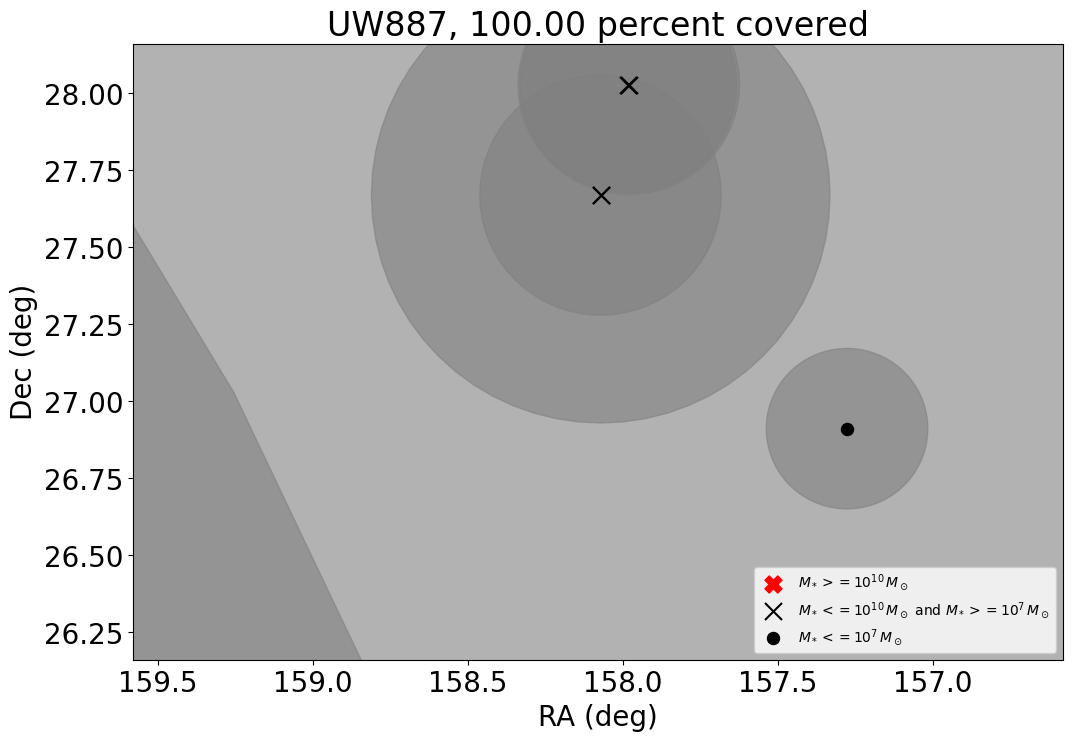 UW887, 100.00 percent covered
28.00
27.75
27.50
27.25
27.00
26.75
26.50
26.25
Dec (deg)
M* >= 10^10 M⊙
M* <= 10^10 M⊙ and M* >= 10^7 M⊙
M* <= 10^7 M⊙
159.5 159.0 158.5 158.0 157.5 157.0
RA (deg)